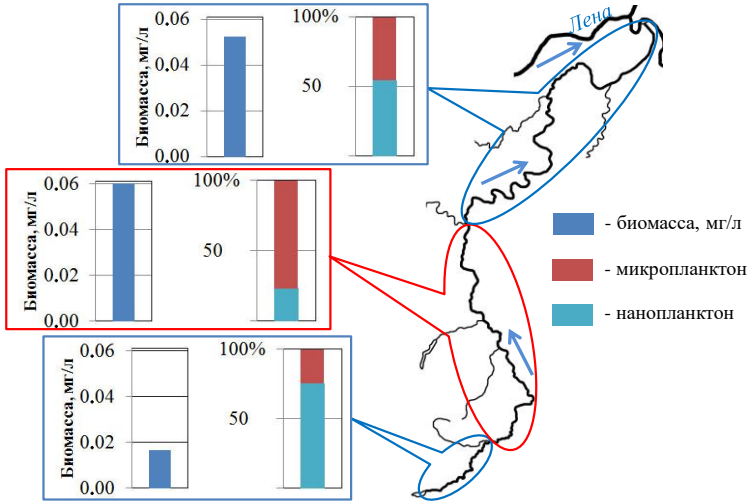 Биомасса, мг/л
0.06
0.04
0.02
0.00
100%
50
Лена
Биомасса, мг/л
0.06
0.04
0.02
0.00
100%
50
- биомасса, мг/л
- микропланктон
- нанопланктон
Биомасса, мг/л
0.06
0.04
0.02
0.00
100%
50